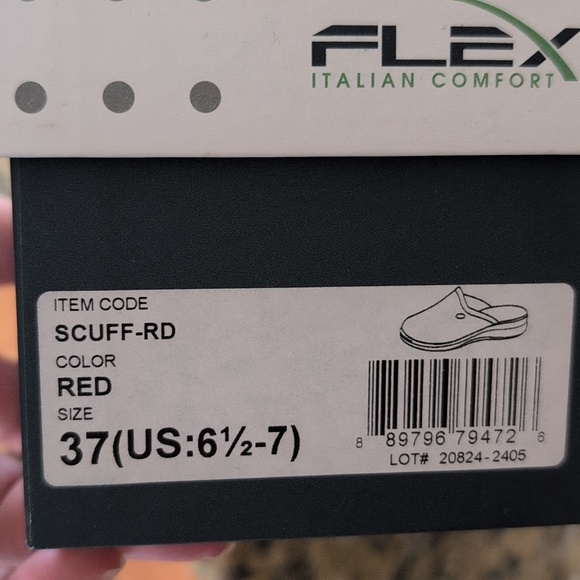 FLEX
ITALIAN COMFORT
ITEM CODE
SCUFF-RD
COLOR
RED
SIZE
37(US:6½-7)
8 89796 79472 6
LOT# 20824-2405